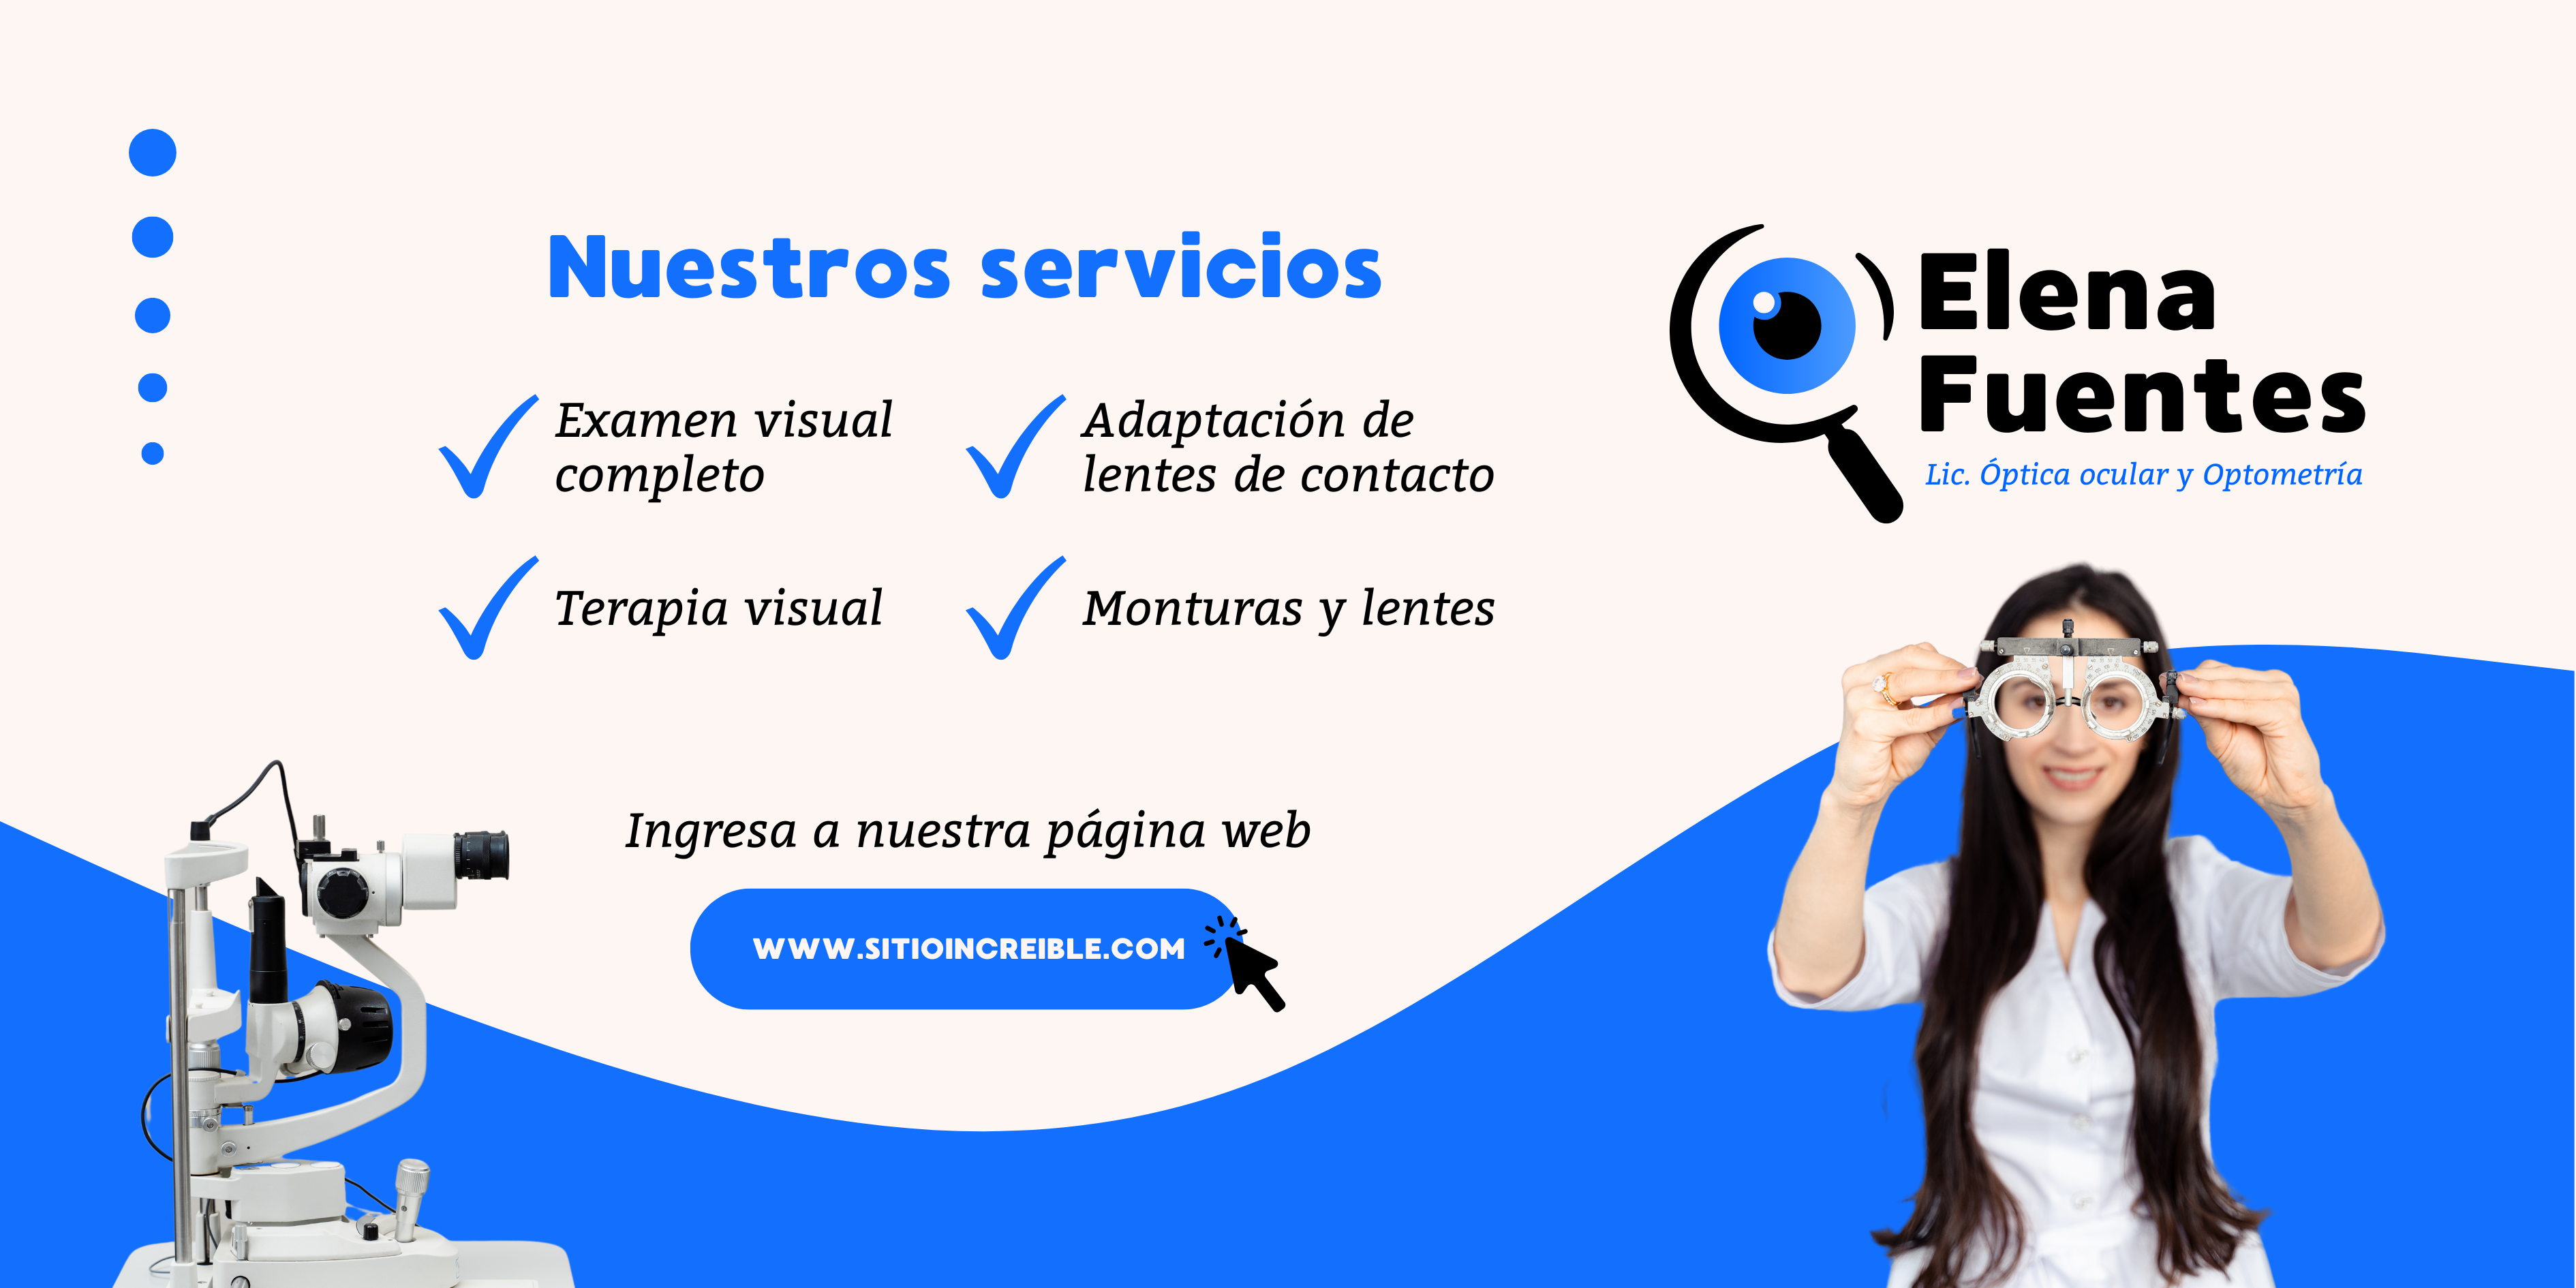 Nuestros servicios
Examen visual
completo
Adaptación de
lentes de contacto
Terapia visual
Monturas y lentes
Ingresa a nuestra página web
WWW.SITIOINCREIBLE.COM
Elena
Fuentes
Lic. Óptica ocular y Optometría